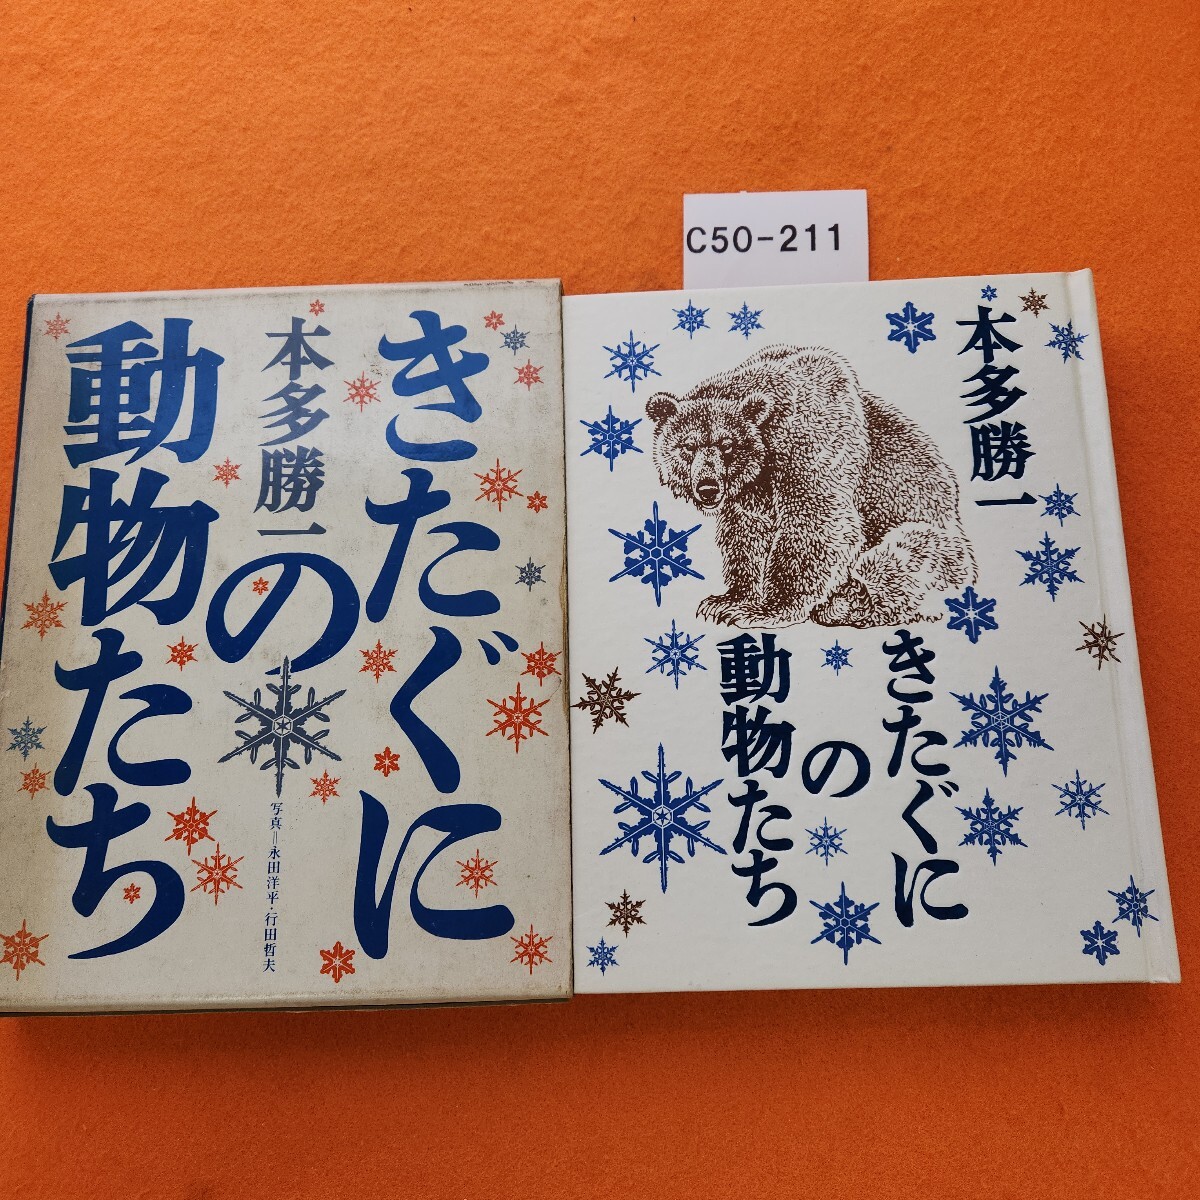 C50-211
きたぐに
の
動物たち
本多勝一
写真=永田洋平・行田哲夫
本多勝一
きたぐに
の
動物たち